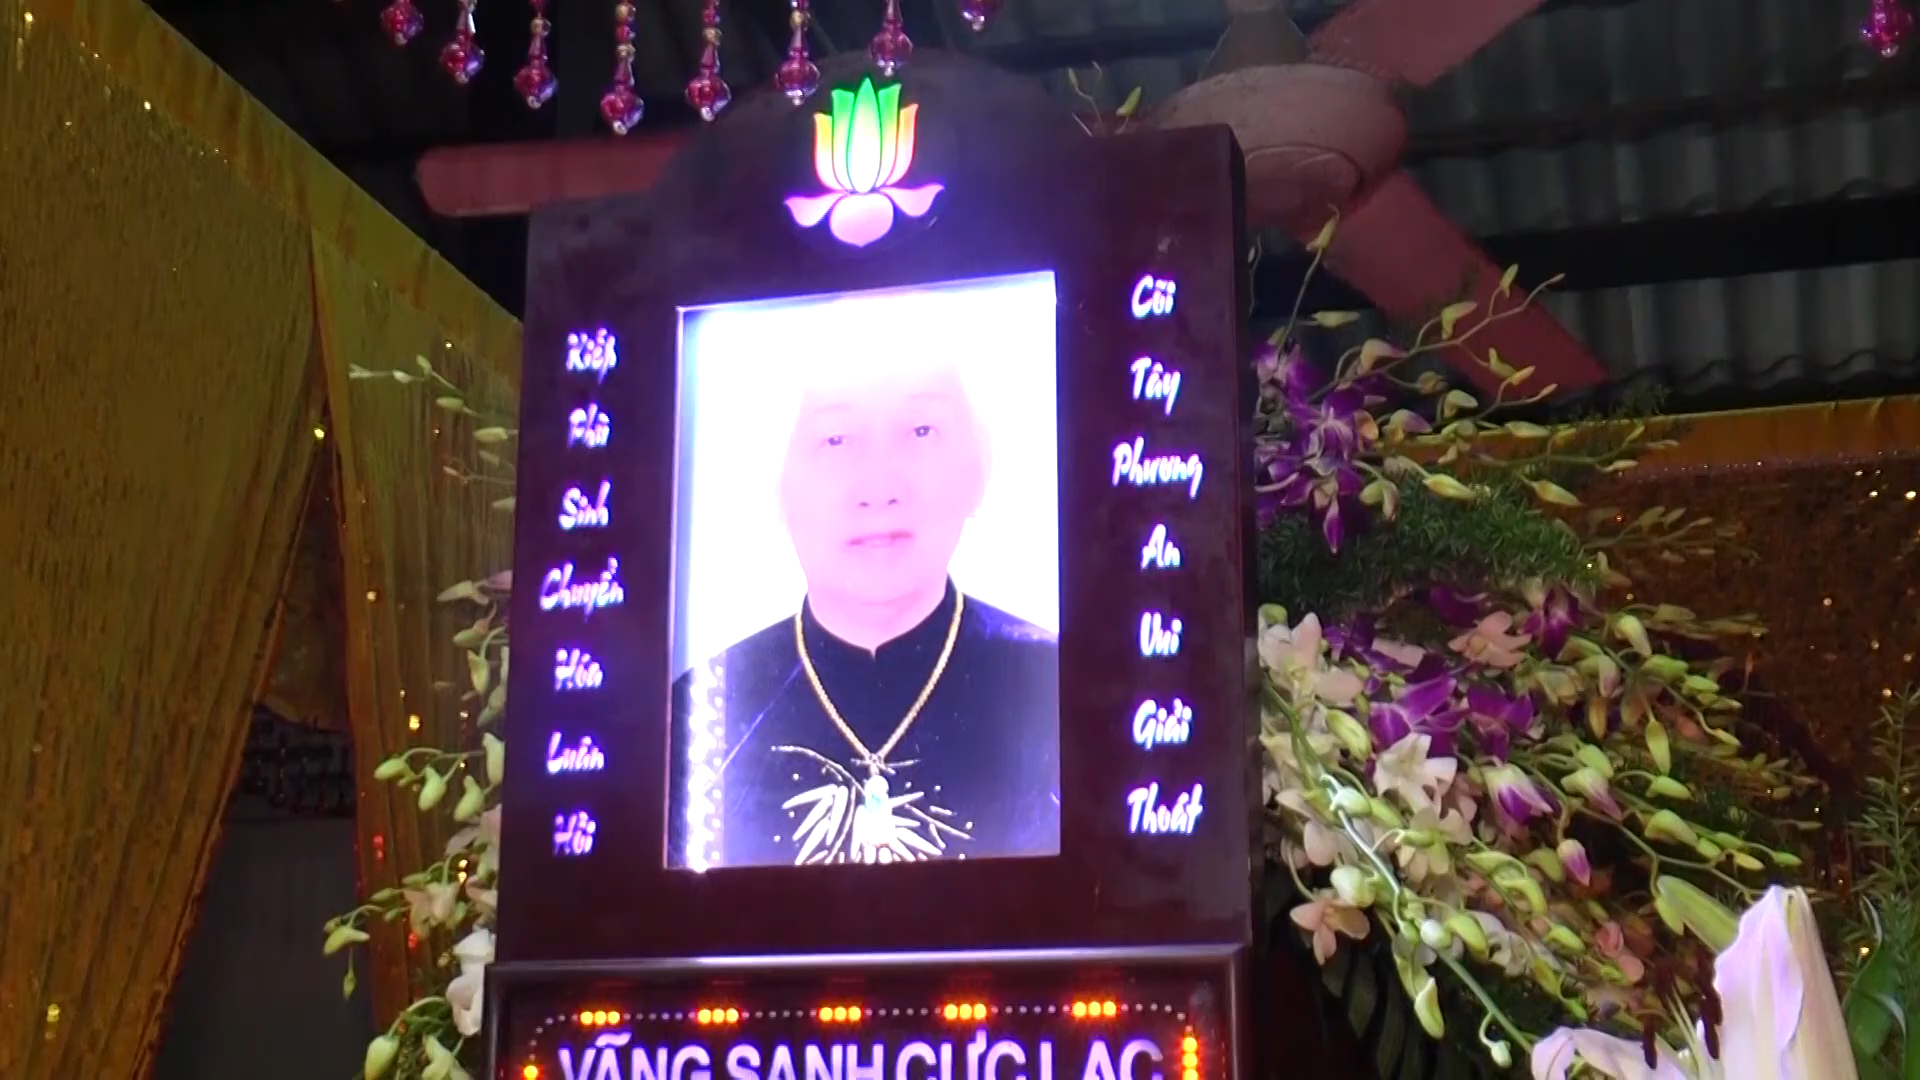 Kiếp
Phù
Sinh
Chuyển
Hóa
Luân
Hồi
Cõi
Tây
Phương
An
Vui
Giải
Thoát
VÃNG SANH CỰC LẠC